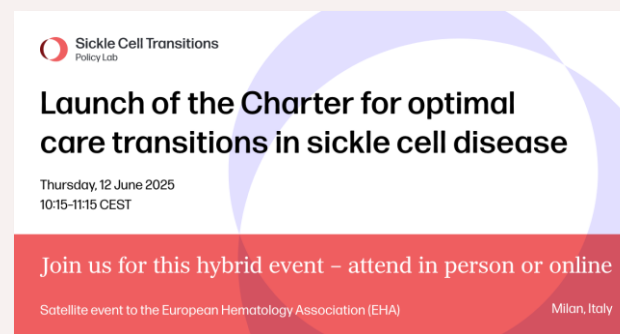 Sickle Cell Transitions
Policy Lab
Launch of the Charter for optimal
care transitions in sickle cell disease
Thursday, 12 June 2025
10:15-11:15 CEST
Join us for this hybrid event – attend in person or online
Satellite event to the European Hematology Association (EHA)
Milan, Italy